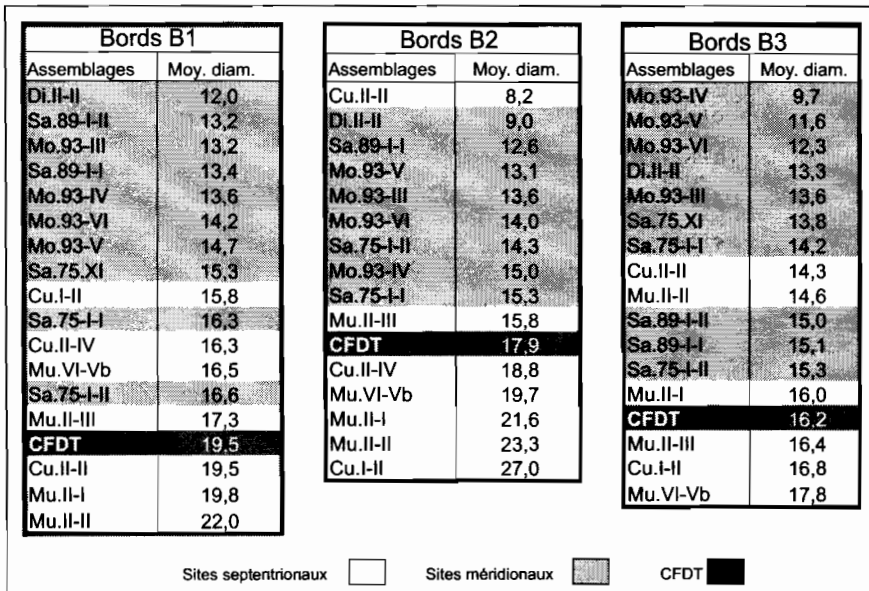 Bords B1
Assemblages Moy. diam.
Di.II-II 12,0
Sa.89-I-II 13,2
Mo.93-III 13,2
Sa.89-I-I 13,4
Mo.93-IV 13,6
Mo.93-VI 14,2
Mo.93-V 14,7
Sa.75.XI 15,3
Cu.I-II 15,8
Sa.75-I-I 16,3
Cu.II-IV 16,3
Mu.VI-Vb 16,5
Sa.75-I-II 16,6
Mu.II-III 17,3
CFDT 19,5
Cu.II-II 19,5
Mu.II-I 19,8
Mu.II-II 22,0
Bords B2
Assemblages Moy. diam.
Cu.II-II 8,2
Di.II-II 9,0
Sa.89-I-I 12,6
Mo.93-V 13,1
Mo.93-III 13,6
Mo.93-VI 14,0
Sa.75-I-II 14,3
Mo.93-IV 15,0
Sa.75-I-I 15,3
Mu.II-III 15,8
CFDT 17,9
Cu.II-IV 18,8
Mu.VI-Vb 19,7
Mu.II-I 21,6
Mu.II-II 23,3
Cu.I-II 27,0
Bords B3
Assemblages Moy. diam.
Mo.93-IV 9,7
Mo.93-V 11,6
Mo.93-VI 12,3
Di.II-II 13,3
Mo.93-III 13,6
Sa.75.XI 13,8
Sa.75-I-I 14,2
Cu.II-II 14,3
Mu.II-II 14,6
Sa.89-I-II 15,0
Sa.89-I-I 15,1
Sa.75-I-II 15,3
Mu.II-I 16,0
CFDT 16,2
Mu.II-III 16,4
Cu.I-II 16,8
Mu.VI-Vb 17,8
Sites septentrionaux Sites méridionaux CFDT